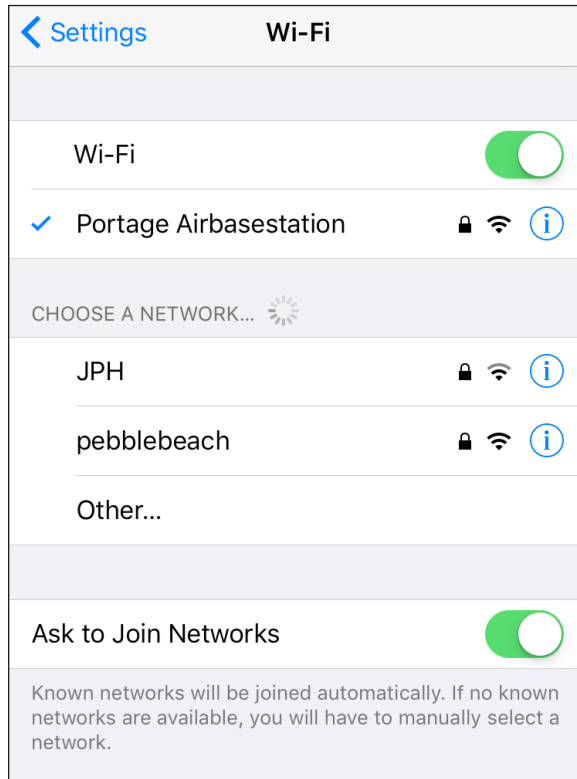 Settings Wi-Fi
Wi-Fi
Portage Airbasestation
CHOOSE A NETWORK...
JPH
pebblebeach
Other...
Ask to Join Networks
Known networks will be joined automatically. If no known
networks are available, you will have to manually select a
network.